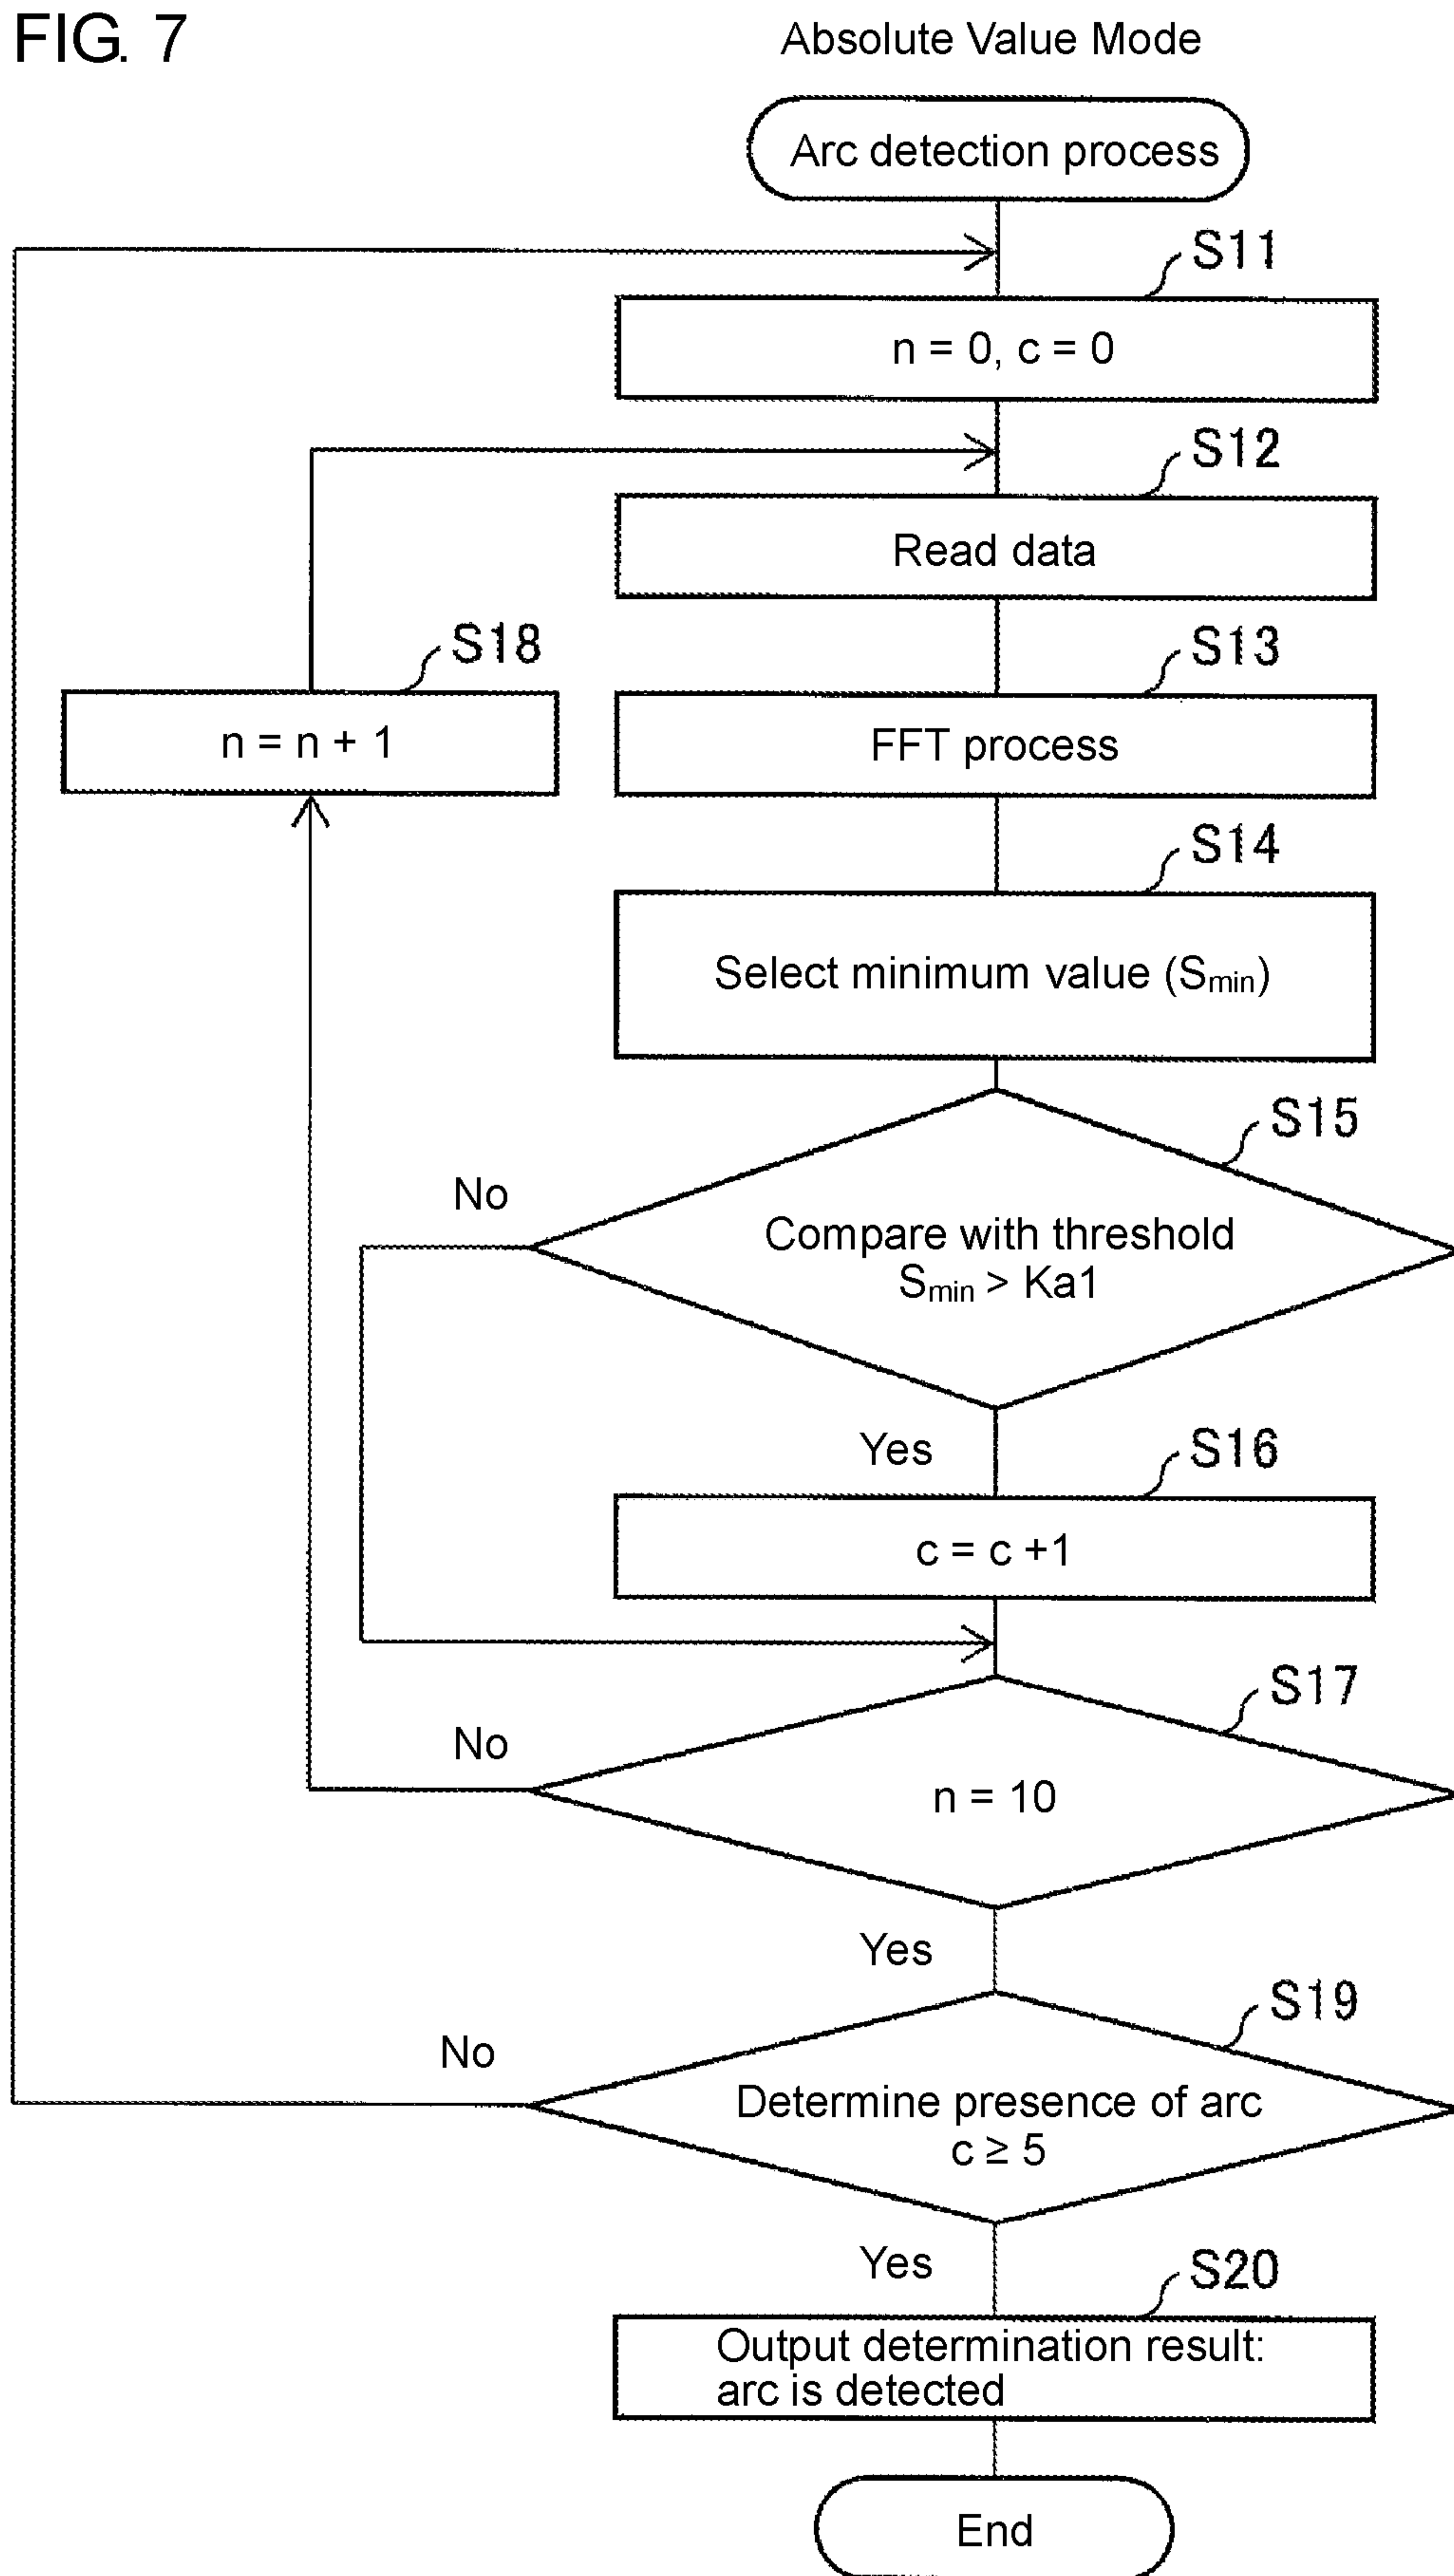 FIG. 7
Absolute Value Mode
Arc detection process
S11
n = 0, c = 0
S12
Read data
S18
n = n + 1
S13
FFT process
S14
Select minimum value (Smin)
S15
No
Compare with threshold
Smin > Ka1
Yes
S16
c = c +1
S17
No
n = 10
Yes
S19
No
Determine presence of arc
c ≥ 5
Yes
S20
Output determination result:
arc is detected
End